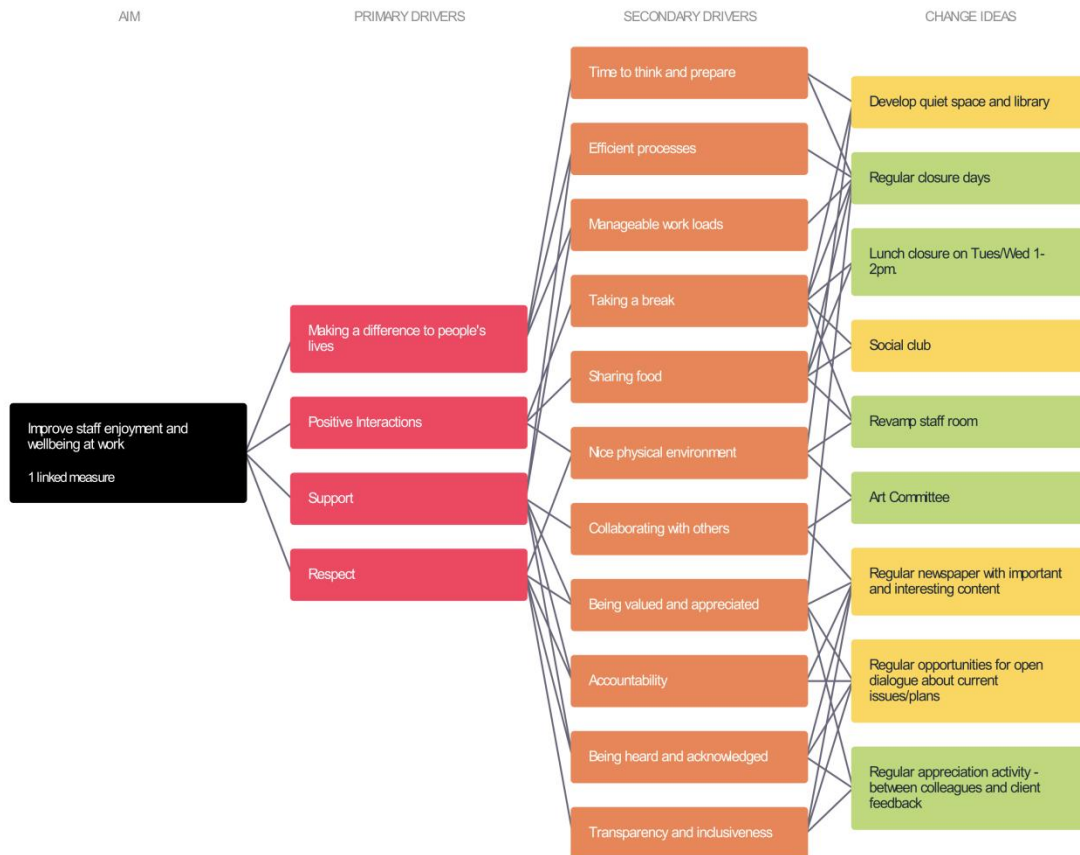 AIM
PRIMARY DRIVERS
SECONDARY DRIVERS
CHANGE IDEAS
Improve staff enjoyment and
wellbeing at work
1 linked measure
Making a difference to people's
lives
Positive Interactions
Support
Respect
Time to think and prepare
Efficient processes
Manageable work loads
Taking a break
Sharing food
Nice physical environment
Collaborating with others
Being valued and appreciated
Accountability
Being heard and acknowledged
Transparency and inclusiveness
Develop quiet space and library
Regular closure days
Lunch closure on Tues/Wed 1-
2pm.
Social club
Revamp staff room
Art Committee
Regular newspaper with important
and interesting content
Regular opportunities for open
dialogue about current
issues/plans
Regular appreciation activity -
between colleagues and client
feedback